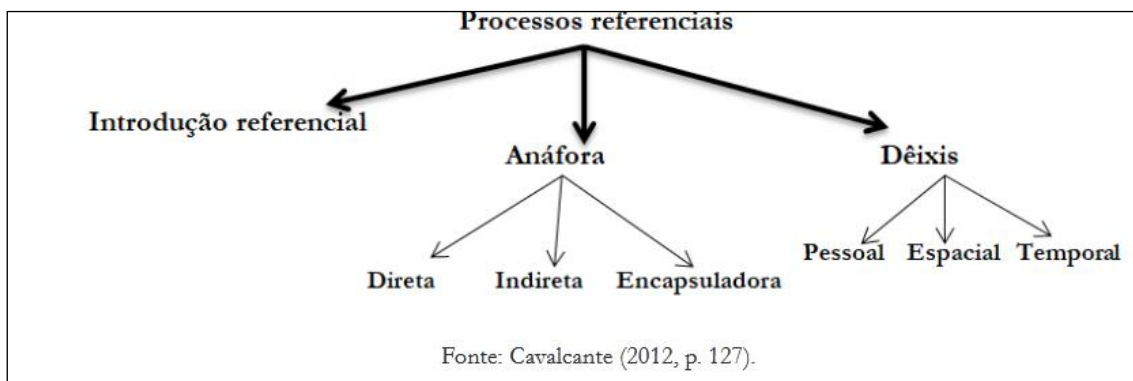 Processos referenciais
Introdução referencial
Anáfora
Dêixis
Direta
Indireta
Encapsuladora
Pessoal
Espacial
Temporal
Fonte: Cavalcante (2012, p. 127).